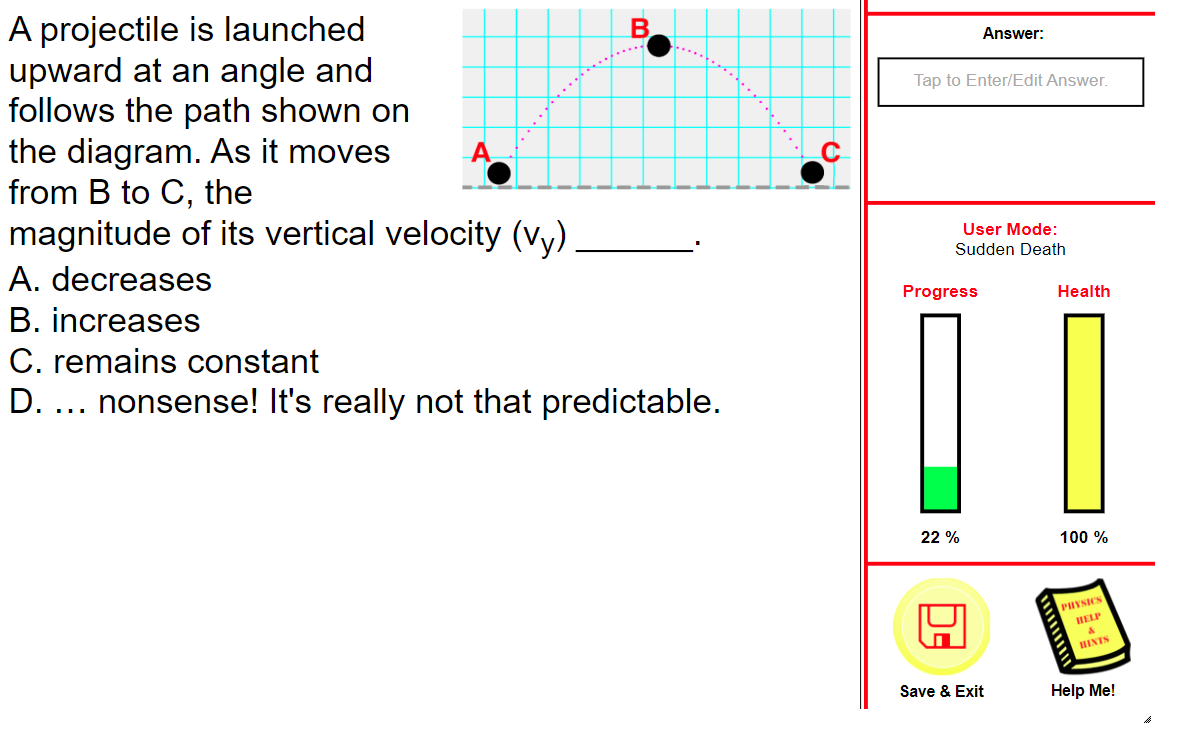 A projectile is launched
upward at an angle and
follows the path shown on
the diagram. As it moves
from B to C, the
magnitude of its vertical velocity (vy) ______.
A. decreases
B. increases
C. remains constant
D. … nonsense! It's really not that predictable.
B
A
C
Answer:
Tap to Enter/Edit Answer.
User Mode:
Sudden Death
Progress
Health
22 %
100 %
PHYSICS
HELP
&
HINTS
Save & Exit
Help Me!